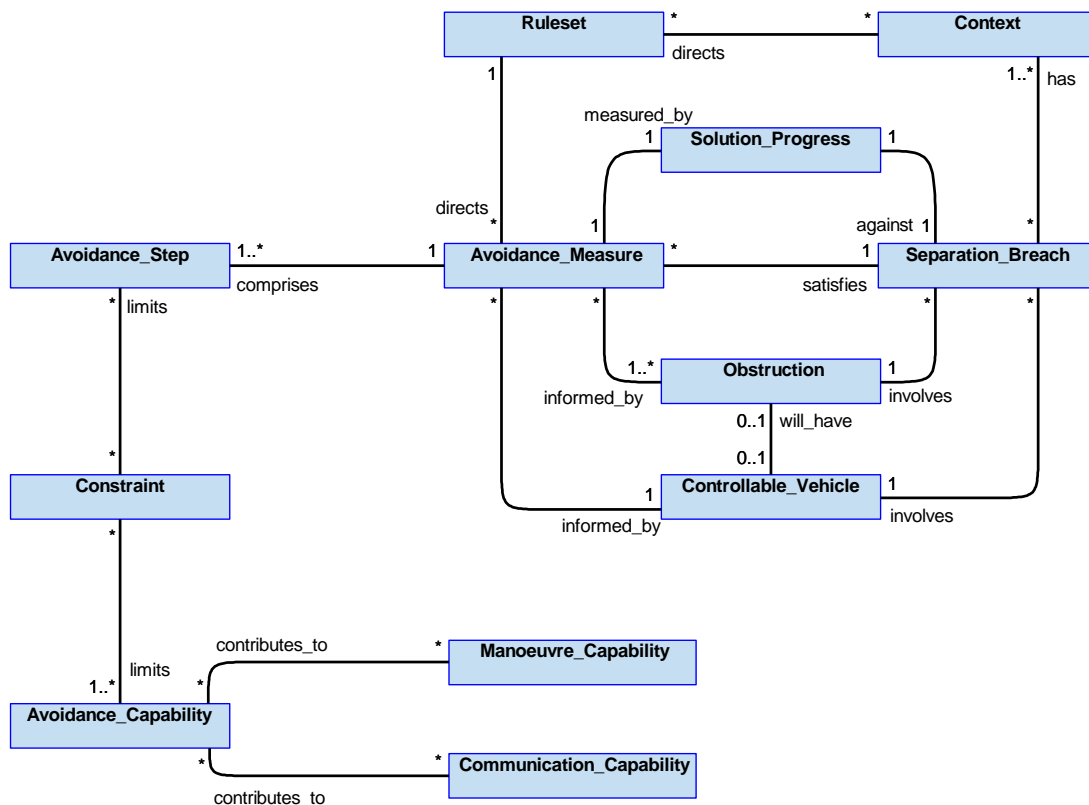 Ruleset
*
*
Context
directs
1
1..*
has
measured_by
1
Solution_Progress
1
directs
*
1
against
1
*
Avoidance_Step
1..*
1
Avoidance_Measure
*
1
Separation_Breach
comprises
satisfies
*
limits
*
*
*
*
1..*
Obstruction
1
informed_by
involves
0..1
will_have
*
0..1
Constraint
1
Controllable_Vehicle
1
*
informed_by
involves
contributes_to
*
Manoeuvre_Capability
limits
1..*
*
Avoidance_Capability
*
*
Communication_Capability
contributes_to